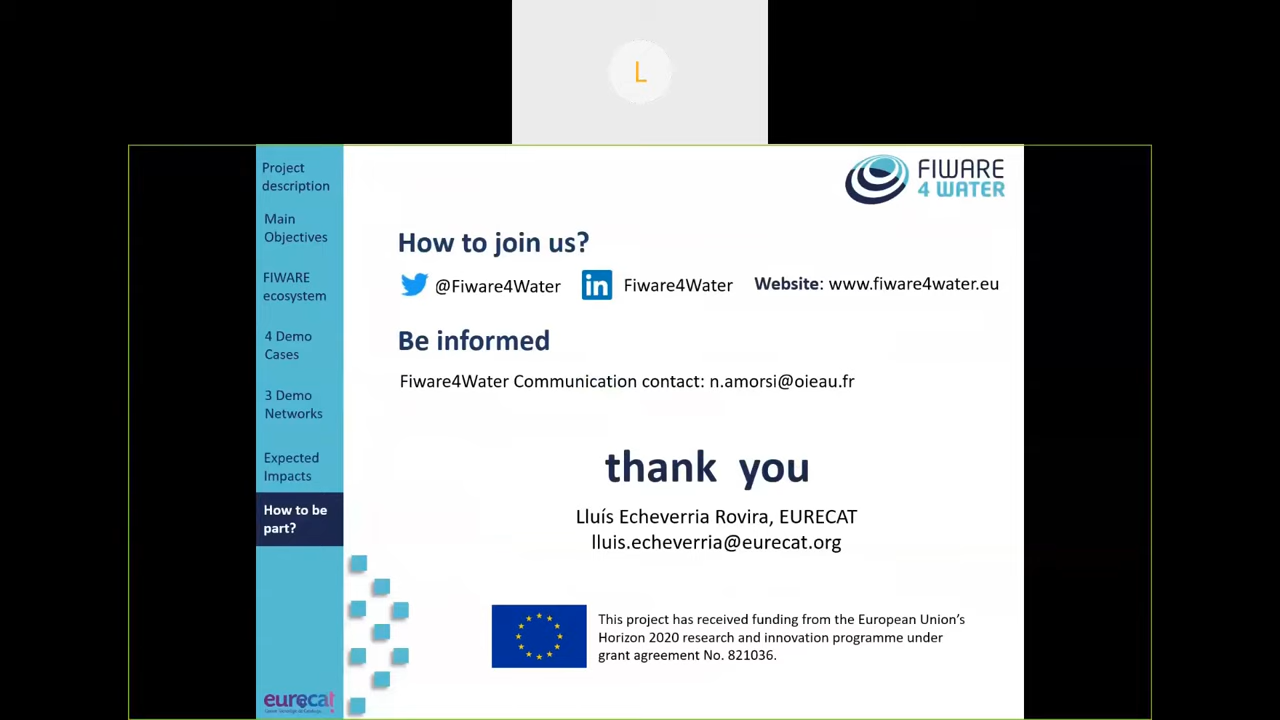 L
Project
description
Main
Objectives
FIWARE
ecosystem
4 Demo
Cases
3 Demo
Networks
Expected
Impacts
How to be
part?
eurecat
FIWARE
4 WATER
How to join us?
@Fiware4Water in Fiware4Water Website: www.fiware4water.eu
Be informed
Fiware4Water Communication contact: n.amorsi@oieau.fr
thank you
Lluís Echeverria Rovira, EURECAT
lluis.echeverria@eurecat.org
This project has received funding from the European Union’s
Horizon 2020 research and innovation programme under
grant agreement No. 821036.